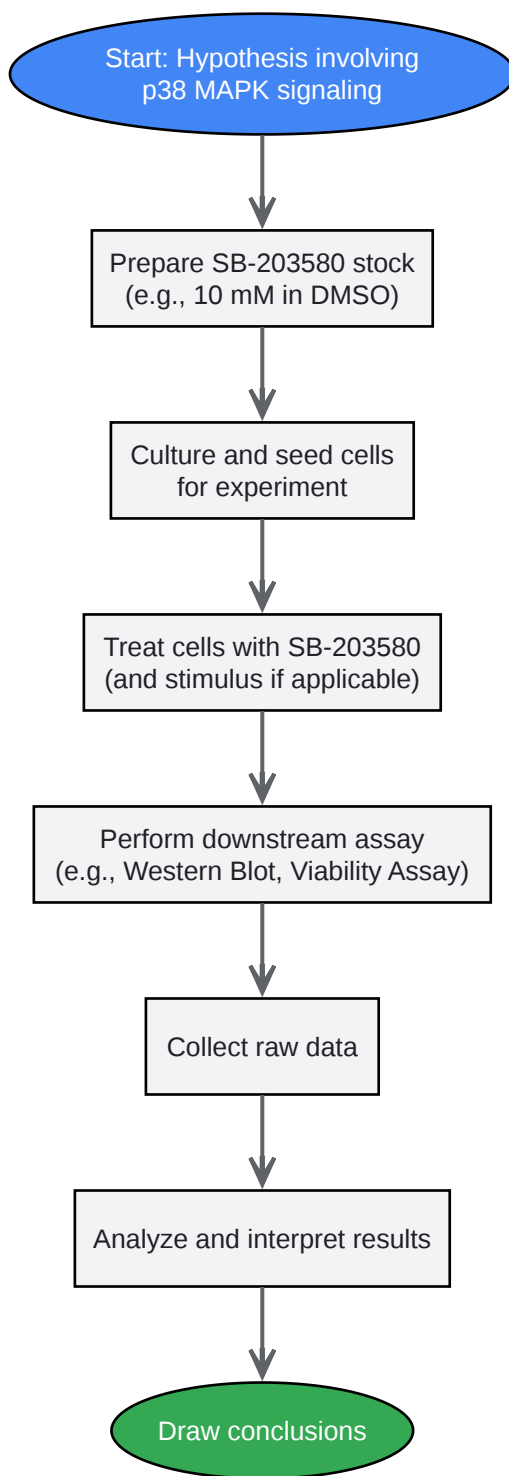 Start: Hypothesis involving
p38 MAPK signaling
Prepare SB-203580 stock
(e.g., 10 mM in DMSO)
Culture and seed cells
for experiment
Treat cells with SB-203580
(and stimulus if applicable)
Perform downstream assay
(e.g., Western Blot, Viability Assay)
Collect raw data
Analyze and interpret results
Draw conclusions